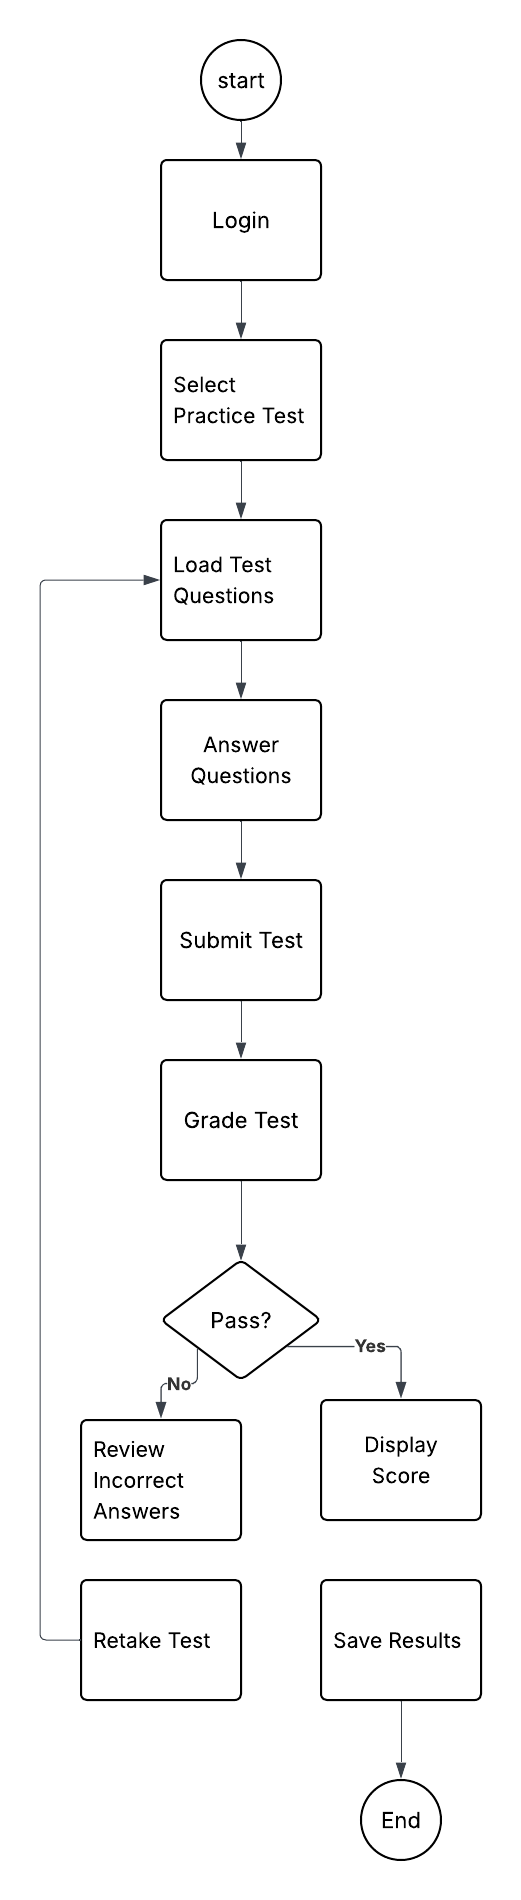 start
Login
Select
Practice Test
Load Test
Questions
Answer
Questions
Submit Test
Grade Test
Pass?
Yes
No
Review
Incorrect
Answers
Display
Score
Retake Test
Save Results
End